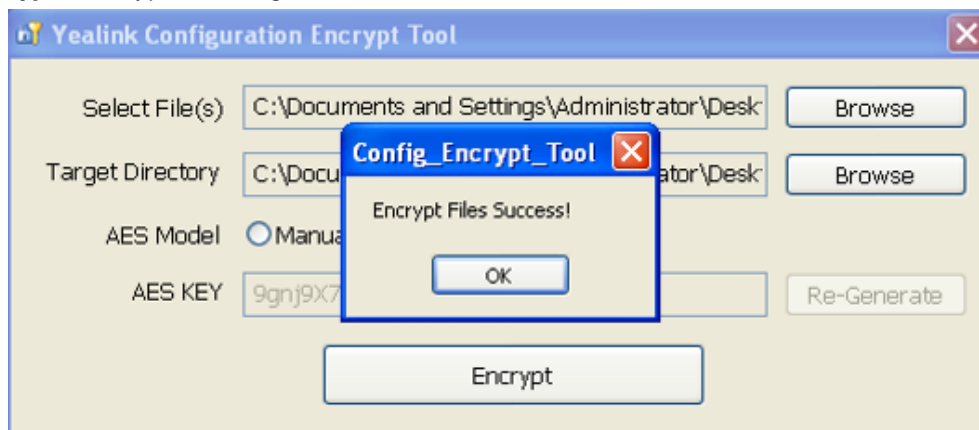 Yealink Configuration Encrypt Tool
Select File(s) C:\Documents and Settings\Administrator\Desk Browse
Config_Encrypt_Tool
Target Directory C:\Docu ator\Desk Browse
Encrypt Files Success!
AES Model Manua
OK
AES KEY 9gnj9X7 Re-Generate
Encrypt